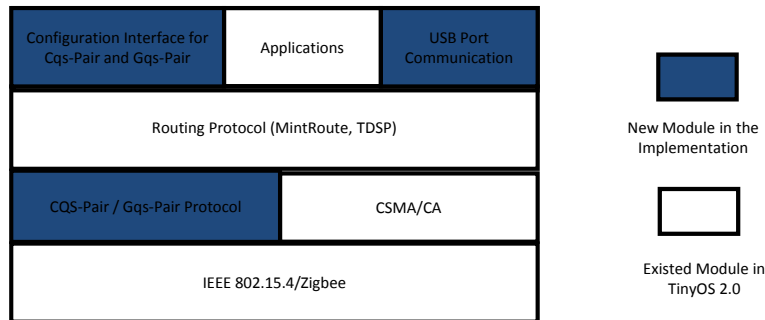 Configuration Interface for
Cqs-Pair and Gqs-Pair
Applications
USB Port
Communication
Routing Protocol (MintRoute, TDSP)
CQS-Pair / Gqs-Pair Protocol
CSMA/CA
IEEE 802.15.4/Zigbee
New Module in the
Implementation
Existed Module in
TinyOS 2.0